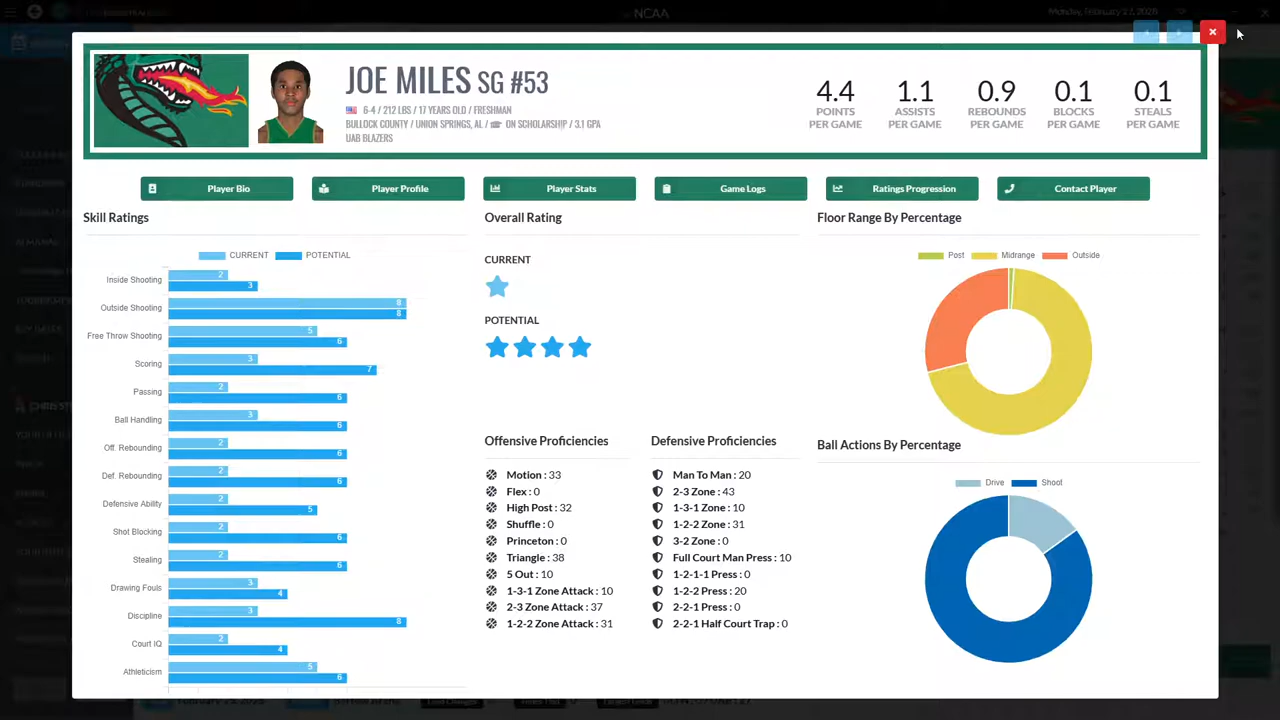 NCAA
JOE MILES SG #53
6-4 / 212 LBS / 17 YEARS OLD / FRESHMAN
BULLOCK COUNTY / UNION SPRINGS, AL / ON SCHOLARSHIP / 3.1 GPA
UAB BLAZERS
4.4 1.1 0.9 0.1 0.1
POINTS ASSISTS REBOUNDS BLOCKS STEALS
PER GAME PER GAME PER GAME PER GAME PER GAME
Player Bio Player Profile Player Stats Game Logs Ratings Progression Contact Player
Skill Ratings
CURRENT POTENTIAL
Inside Shooting 2 3
Outside Shooting 8 8
Free Throw Shooting 5 6
Scoring 3 7
Passing 2 6
Ball Handling 3 6
Off. Rebounding 2 6
Def. Rebounding 2 6
Defensive Ability 2 5
Shot Blocking 2 6
Stealing 2 6
Drawing Fouls 3 4
Discipline 3 8
Court IQ 2 4
Athleticism 5 6
Overall Rating
CURRENT
POTENTIAL
Offensive Proficiencies
Motion : 33
Flex : 0
High Post : 32
Shuffle : 0
Princeton : 0
Triangle : 38
5 Out : 10
1-3-1 Zone Attack : 10
2-3 Zone Attack : 37
1-2-2 Zone Attack : 31
Defensive Proficiencies
Man To Man : 20
2-3 Zone : 43
1-3-1 Zone : 10
1-2-2 Zone : 31
3-2 Zone : 0
Full Court Man Press : 10
1-2-1-1 Press : 0
1-2-2 Press : 20
2-2-1 Press : 0
2-2-1 Half Court Trap : 0
Floor Range By Percentage
Post Midrange Outside
Ball Actions By Percentage
Drive Shoot